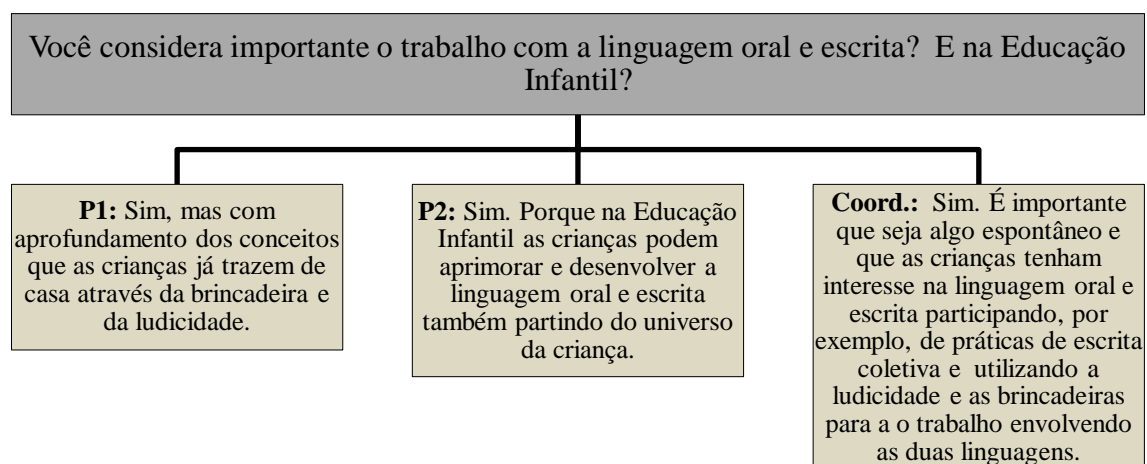 Você considera importante o trabalho com a linguagem oral e escrita? E na Educação
Infantil?
P1: Sim, mas com
aprofundamento dos conceitos
que as crianças já trazem de
casa através da brincadeira e
da ludicidade.
P2: Sim. Porque na Educação
Infantil as crianças podem
aprimorar e desenvolver a
linguagem oral e escrita
também partindo do universo
da criança.
Coord.: Sim. É importante
que seja algo espontâneo e
que as crianças tenham
interesse na linguagem oral e
escrita participando, por
exemplo, de práticas de escrita
coletiva e utilizando a
ludicidade e as brincadeiras
para a o trabalho envolvendo
as duas linguagens.